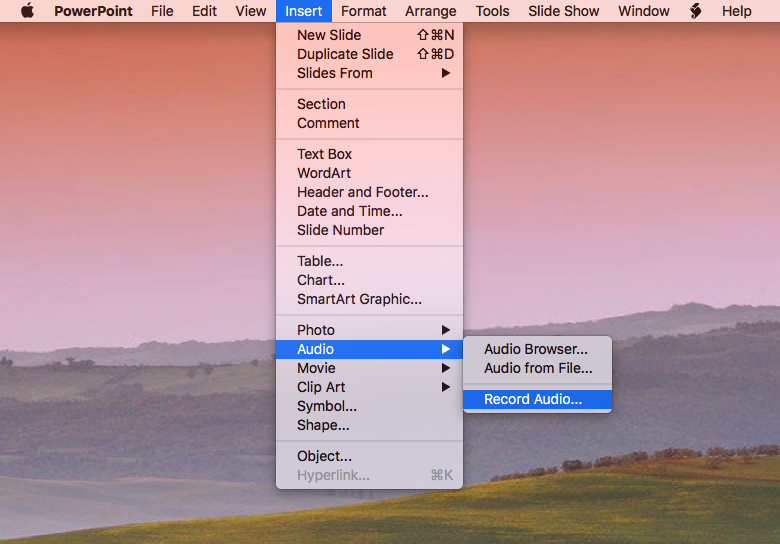 PowerPoint File Edit View Insert Format Arrange Tools Slide Show Window Help
New Slide ⇧⌘N
Duplicate Slide ⇧⌘D
Slides From
Section
Comment
Text Box
WordArt
Header and Footer...
Date and Time...
Slide Number
Table...
Chart...
SmartArt Graphic...
Photo
Audio
Movie
Clip Art
Symbol...
Shape...
Object...
Hyperlink... ⌘K
Audio Browser...
Audio from File...
Record Audio...